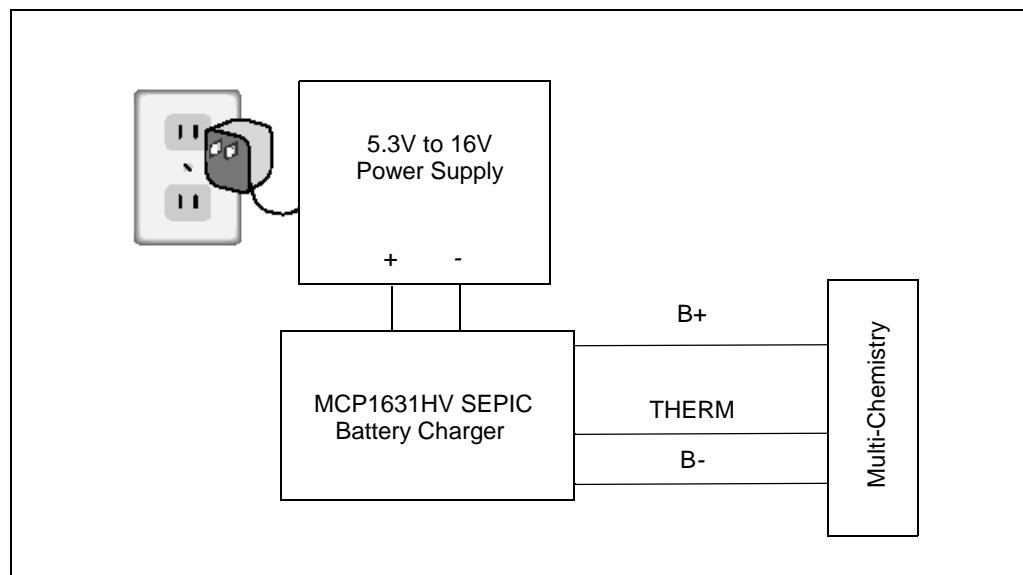 5.3V to 16V
Power Supply
+ -
B+
MCP1631HV SEPIC
Battery Charger
THERM
B-
Multi-Chemistry